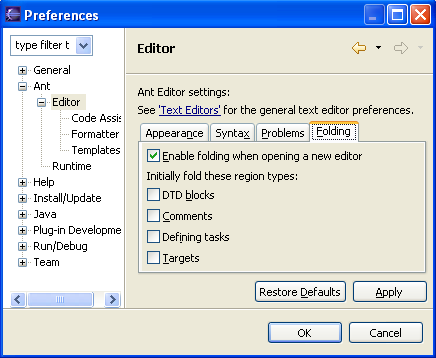 Preferences
type filter t
General
Ant
Editor
Code Assis
Formatter
Templates
Runtime
Help
Install/Update
Java
Plug-in Developme
Run/Debug
Team
Editor
Ant Editor settings:
See 'Text Editors' for the general text editor preferences.
Appearance Syntax Problems Folding
Enable folding when opening a new editor
Initially fold these region types:
DTD blocks
Comments
Defining tasks
Targets
Restore Defaults Apply
OK Cancel